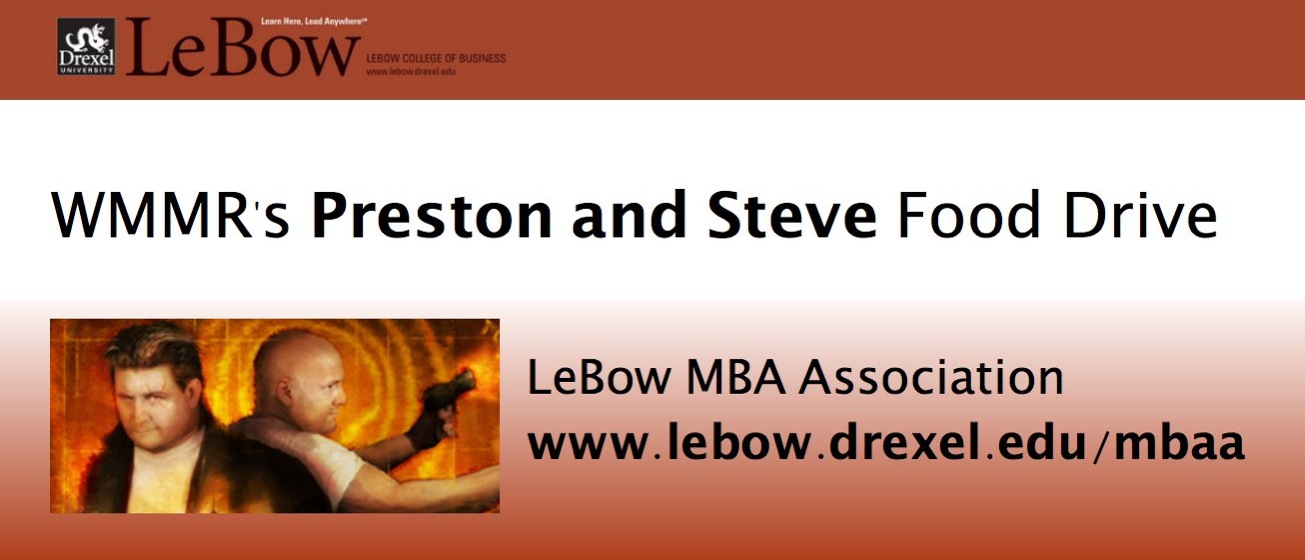 Learn Here, Lead Anywhere℠
Drexel
UNIVERSITY
LeBow
LEBOW COLLEGE OF BUSINESS
www.lebow.drexel.edu
WMMR's Preston and Steve Food Drive
LeBow MBA Association
www.lebow.drexel.edu/mbaa